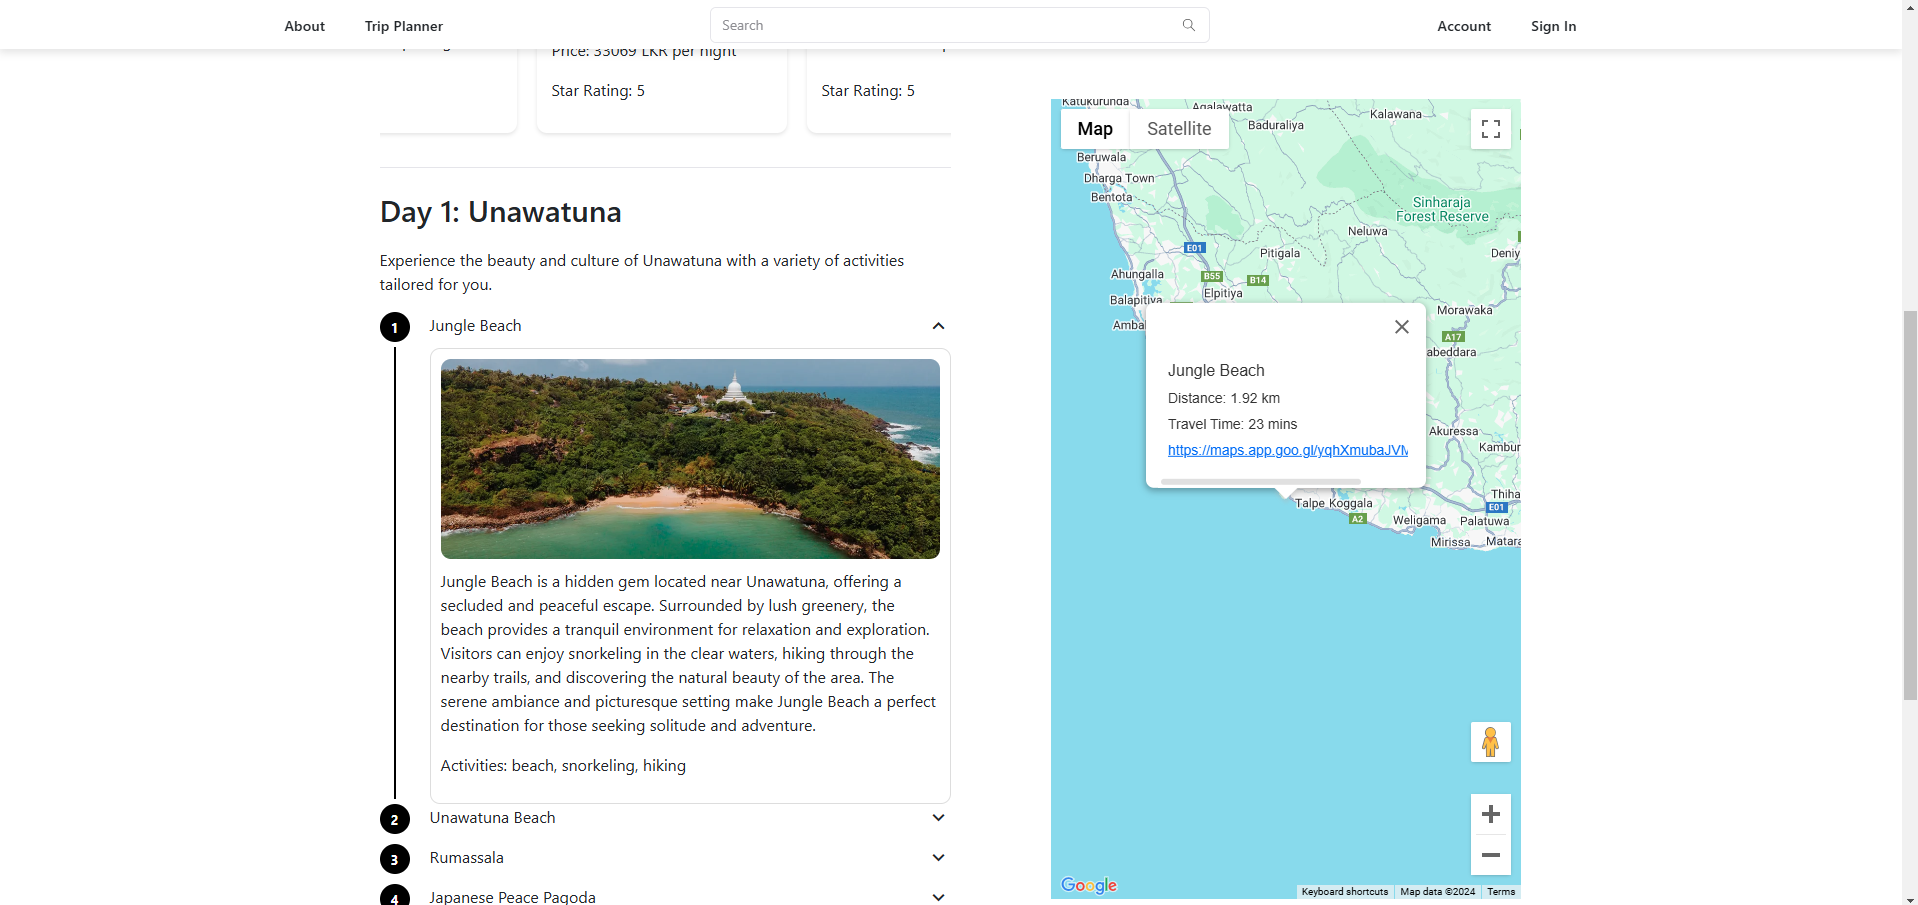 About
Trip Planner
Search
Account
Sign In
Price: 33069 LKR per night
Star Rating: 5
Star Rating: 5
Day 1: Unawatuna
Experience the beauty and culture of Unawatuna with a variety of activities
tailored for you.
1
Jungle Beach
Jungle Beach is a hidden gem located near Unawatuna, offering a
secluded and peaceful escape. Surrounded by lush greenery, the
beach provides a tranquil environment for relaxation and exploration.
Visitors can enjoy snorkeling in the clear waters, hiking through the
nearby trails, and discovering the natural beauty of the area. The
serene ambiance and picturesque setting make Jungle Beach a perfect
destination for those seeking solitude and adventure.
Activities: beach, snorkeling, hiking
2
Unawatuna Beach
3
Rumassala
4
Japanese Peace Pagoda
Katukurunda
Agalawatta
Kalawana
Map
Satellite
Baduraliya
Beruwala
Dharga Town
Bentota
Sinharaja
Forest Reserve
Neluwa
E01
Pitigala
Deniy
Ahungalla
B55
B14
Elpitiya
Balapitiya
Morawaka
Amba
A17
abeddara
Jungle Beach
Distance: 1.92 km
Travel Time: 23 mins
https://maps.app.goo.gl/yqhXmubaJVM
Akuressa
Kambur
Talpe Koggala
Thiha
E01
A2
Weligama
Palatuwa
Mirissa
Matara
Google
Keyboard shortcuts
Map data ©2024
Terms